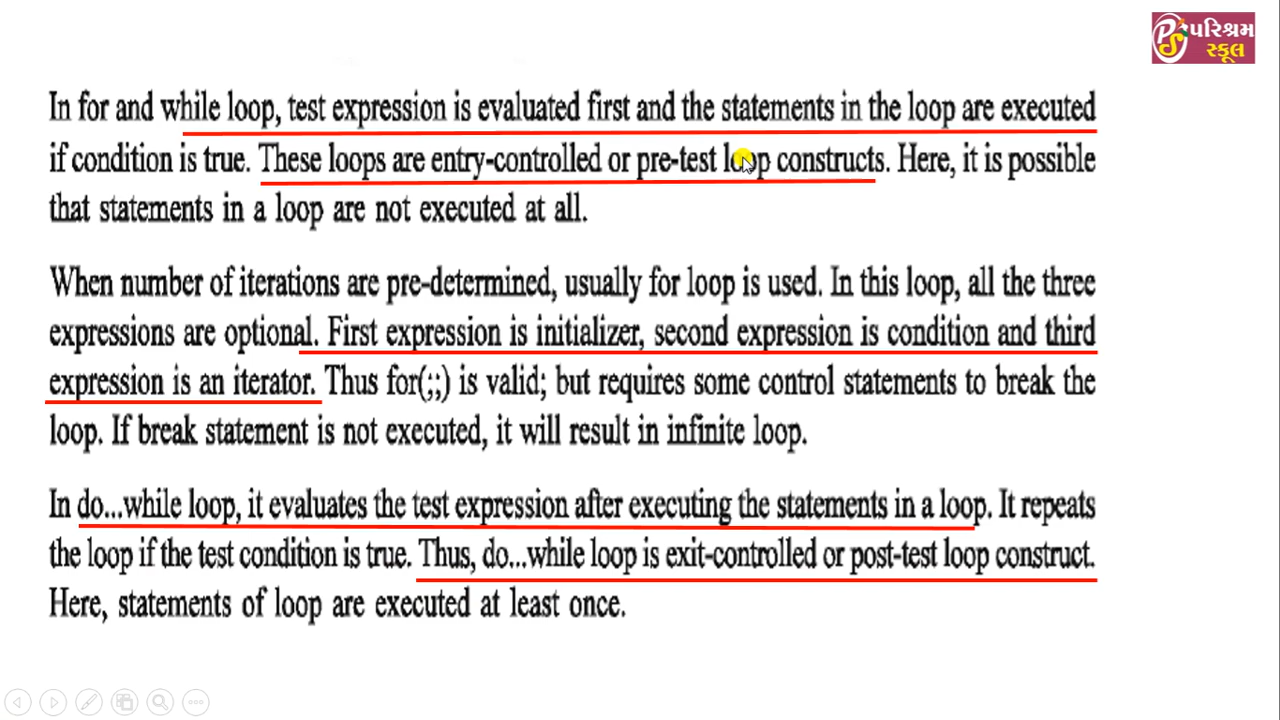 પરિશ્રમ
સ્કૂલ
In for and while loop, test expression is evaluated first and the statements in the loop are executed
if condition is true. These loops are entry-controlled or pre-test loop constructs. Here, it is possible
that statements in a loop are not executed at all.
When number of iterations are pre-determined, usually for loop is used. In this loop, all the three
expressions are optional. First expression is initializer, second expression is condition and third
expression is an iterator. Thus for(;;) is valid; but requires some control statements to break the
loop. If break statement is not executed, it will result in infinite loop.
In do...while loop, it evaluates the test expression after executing the statements in a loop. It repeats
the loop if the test condition is true. Thus, do...while loop is exit-controlled or post-test loop construct.
Here, statements of loop are executed at least once.